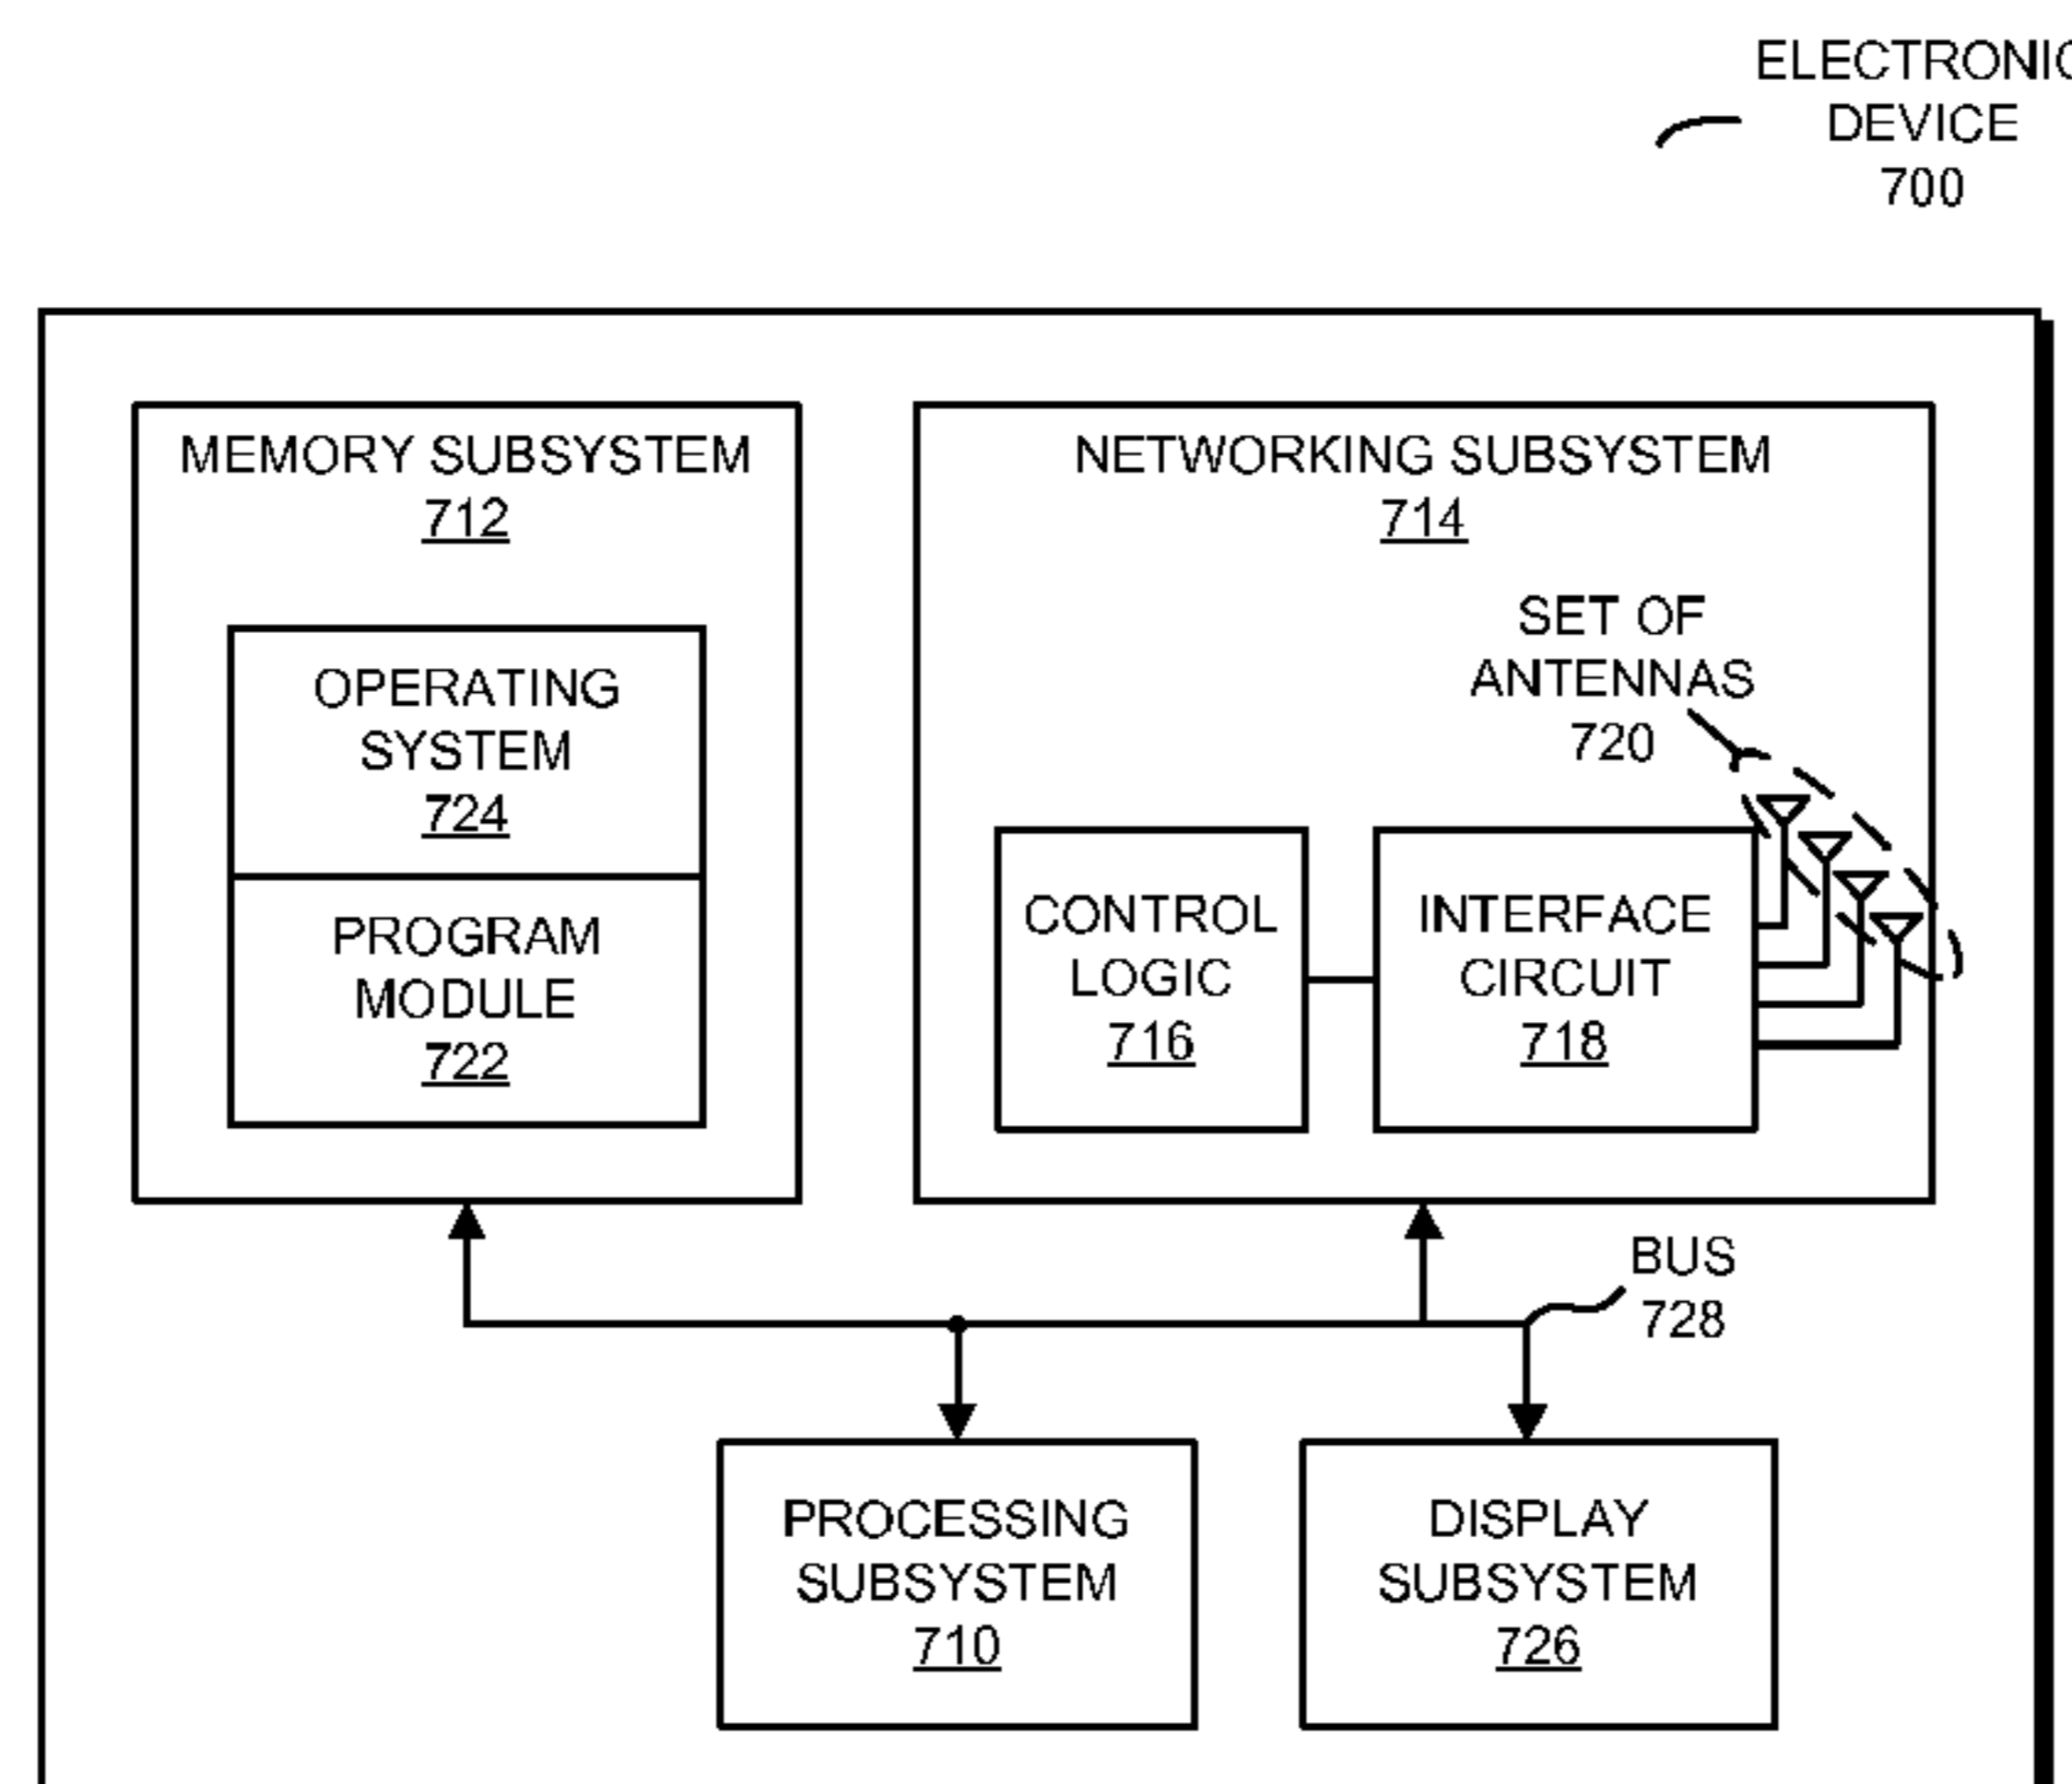 ELECTRONIC
DEVICE
700
MEMORY SUBSYSTEM
712
OPERATING
SYSTEM
724
PROGRAM
MODULE
722
NETWORKING SUBSYSTEM
714
SET OF
ANTENNAS
720
CONTROL
LOGIC
716
INTERFACE
CIRCUIT
718
BUS
728
PROCESSING
SUBSYSTEM
710
DISPLAY
SUBSYSTEM
726